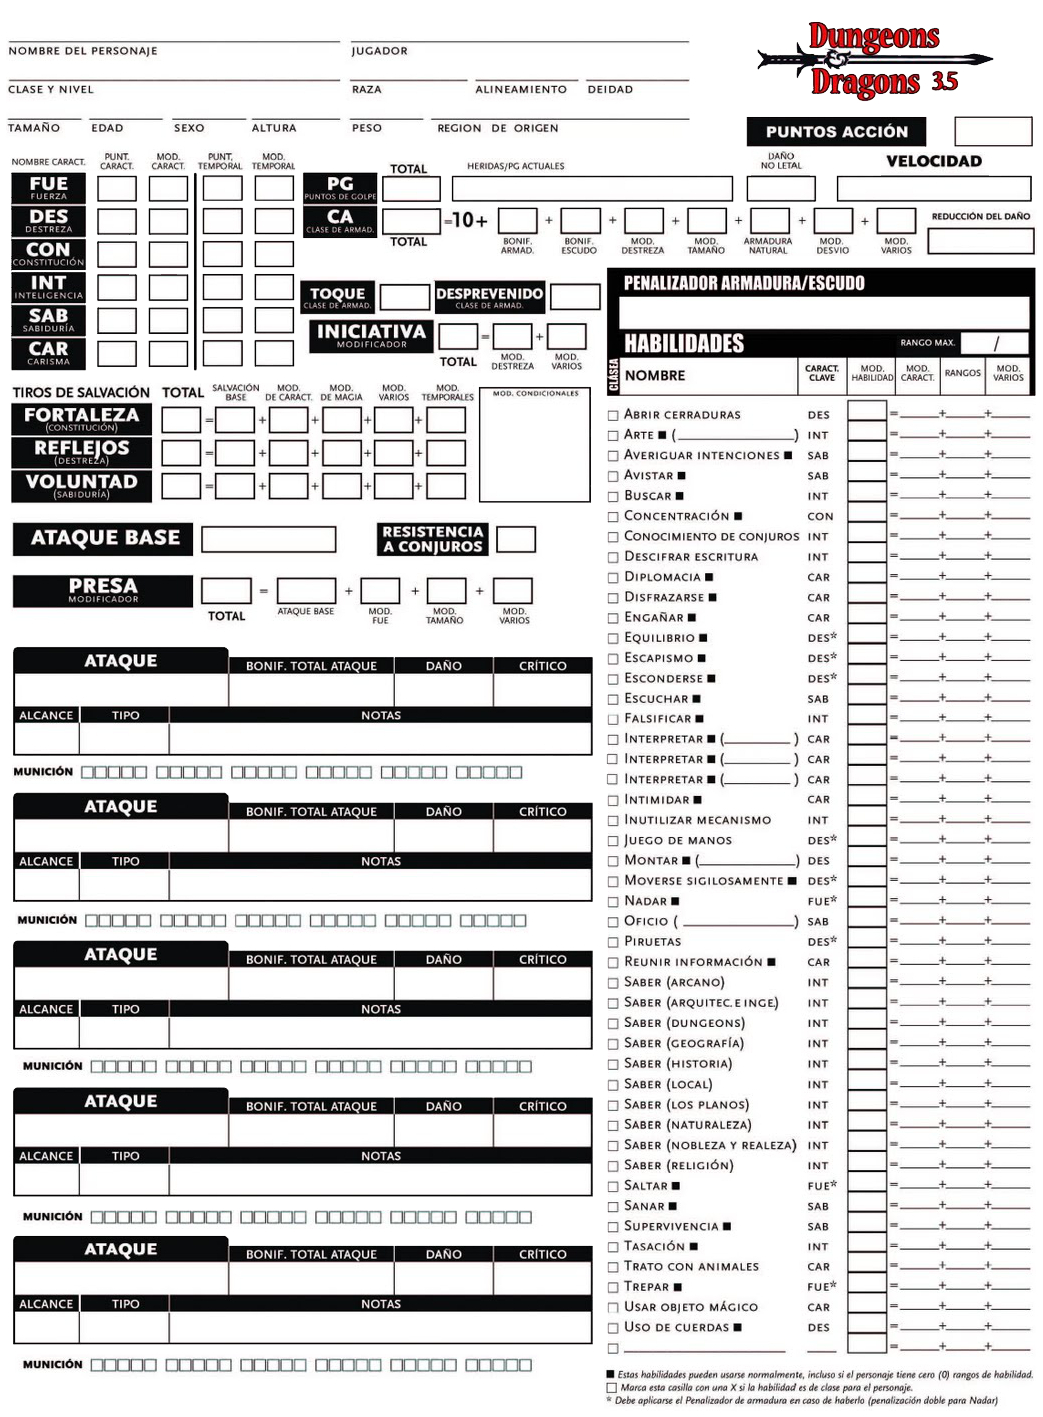 Dungeons
Dragons 3.5
NOMBRE DEL PERSONAJE JUGADOR
CLASE Y NIVEL RAZA ALINEAMIENTO DEIDAD
TAMAÑO EDAD SEXO ALTURA PESO REGION DE ORIGEN
PUNTOS ACCIÓN
NOMBRE CARACT. PUNT. CARACT. MOD. CARACT. PUNT. TEMPORAL MOD. TEMPORAL
FUE
FUERZA
DES
DESTREZA
CON
CONSTITUCIÓN
INT
INTELIGENCIA
SAB
SABIDURÍA
CAR
CARISMA
TOTAL HERIDAS/PG ACTUALES DAÑO NO LETAL VELOCIDAD
PG
PUNTOS DE GOLPE
CA =10+ + + + + + +
CLASE DE ARMAD.
TOTAL BONIF. ARMAD. BONIF. ESCUDO MOD. DESTREZA MOD. TAMAÑO ARMADURA NATURAL MOD. DESVIO MOD. VARIOS
REDUCCIÓN DEL DAÑO
TOQUE
CLASE DE ARMAD.
DESPREVENIDO
CLASE DE ARMAD.
INICIATIVA = +
MODIFICADOR
TOTAL MOD. DESTREZA MOD. VARIOS
TIROS DE SALVACIÓN TOTAL SALVACIÓN BASE MOD. DE CARACT. MOD. DE MAGIA MOD. VARIOS MOD. TEMPORALES MOD. CONDICIONALES
FORTALEZA = + + + +
(CONSTITUCIÓN)
REFLEJOS = + + + +
(DESTREZA)
VOLUNTAD = + + + +
(SABIDURÍA)
ATAQUE BASE
RESISTENCIA
A CONJUROS
PRESA = + + +
MODIFICADOR
TOTAL ATAQUE BASE MOD. FUE MOD. TAMAÑO MOD. VARIOS
ATAQUE BONIF. TOTAL ATAQUE DAÑO CRÍTICO
ALCANCE TIPO NOTAS
MUNICIÓN
ATAQUE BONIF. TOTAL ATAQUE DAÑO CRÍTICO
ALCANCE TIPO NOTAS
MUNICIÓN
ATAQUE BONIF. TOTAL ATAQUE DAÑO CRÍTICO
ALCANCE TIPO NOTAS
MUNICIÓN
ATAQUE BONIF. TOTAL ATAQUE DAÑO CRÍTICO
ALCANCE TIPO NOTAS
MUNICIÓN
ATAQUE BONIF. TOTAL ATAQUE DAÑO CRÍTICO
ALCANCE TIPO NOTAS
MUNICIÓN
PENALIZADOR ARMADURA/ESCUDO
HABILIDADES RANGO MAX. /
CLASEA NOMBRE CARACT. CLAVE MOD. HABILIDAD MOD. CARACT. RANGOS MOD. VARIOS
□ ABRIR CERRADURAS DES = + +
□ ARTE ■ ( ) INT = + +
□ AVERIGUAR INTENCIONES ■ SAB = + +
□ AVISTAR ■ SAB = + +
□ BUSCAR ■ INT = + +
□ CONCENTRACIÓN ■ CON = + +
□ CONOCIMIENTO DE CONJUROS INT = + +
□ DESCIFRAR ESCRITURA INT = + +
□ DIPLOMACIA ■ CAR = + +
□ DISFRAZARSE ■ CAR = + +
□ ENGAÑAR ■ CAR = + +
□ EQUILIBRIO ■ DES* = + +
□ ESCAPISMO ■ DES* = + +
□ ESCONDERSE ■ DES* = + +
□ ESCUCHAR ■ SAB = + +
□ FALSIFICAR ■ INT = + +
□ INTERPRETAR ■ ( ) CAR = + +
□ INTERPRETAR ■ ( ) CAR = + +
□ INTERPRETAR ■ ( ) CAR = + +
□ INTIMIDAR ■ CAR = + +
□ INUTILIZAR MECANISMO INT = + +
□ JUEGO DE MANOS DES* = + +
□ MONTAR ■ ( ) DES = + +
□ MOVERSE SIGILOSAMENTE ■ DES* = + +
□ NADAR ■ FUE* = + +
□ OFICIO ( ) SAB = + +
□ PIRUETAS DES* = + +
□ REUNIR INFORMACIÓN ■ CAR = + +
□ SABER (ARCANO) INT = + +
□ SABER (ARQUITEC. E INGE.) INT = + +
□ SABER (DUNGEONS) INT = + +
□ SABER (GEOGRAFÍA) INT = + +
□ SABER (HISTORIA) INT = + +
□ SABER (LOCAL) INT = + +
□ SABER (LOS PLANOS) INT = + +
□ SABER (NATURALEZA) INT = + +
□ SABER (NOBLEZA Y REALEZA) INT = + +
□ SABER (RELIGIÓN) INT = + +
□ SALTAR ■ FUE* = + +
□ SANAR ■ SAB = + +
□ SUPERVIVENCIA ■ SAB = + +
□ TASACIÓN ■ INT = + +
□ TRATO CON ANIMALES CAR = + +
□ TREPAR ■ FUE* = + +
□ USAR OBJETO MÁGICO CAR = + +
□ USO DE CUERDAS ■ DES = + +
□ = + +
■ Estas habilidades pueden usarse normalmente, incluso si el personaje tiene cero (0) rangos de habilidad.
□ Marca esta casilla con una X si la habilidad es de clase para el personaje.
* Debe aplicarse el Penalizador de armadura en caso de haberlo (penalización doble para Nadar)